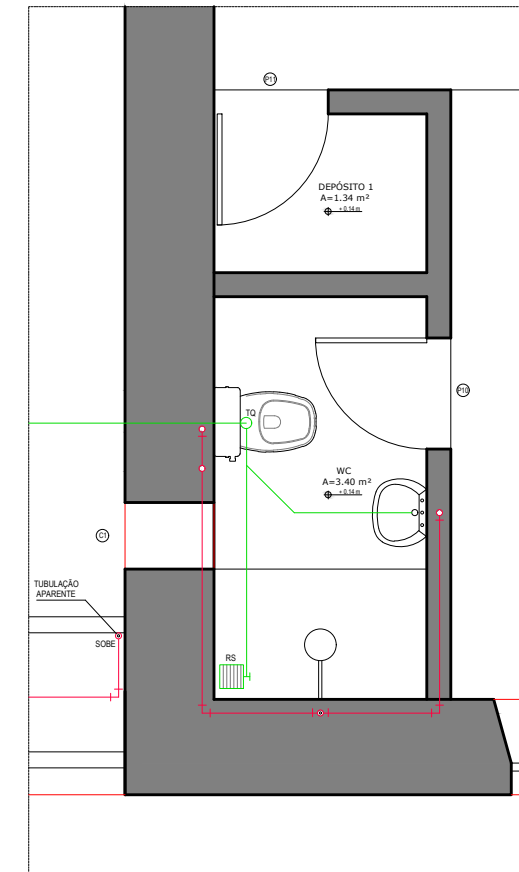 P11
DEPÓSITO 1
A=1.34 m²
+ 0.14 m
P10
TQ
WC
A=3.40 m²
+ 0.14 m
C1
TUBULAÇÃO
APARENTE
SOBE
RS